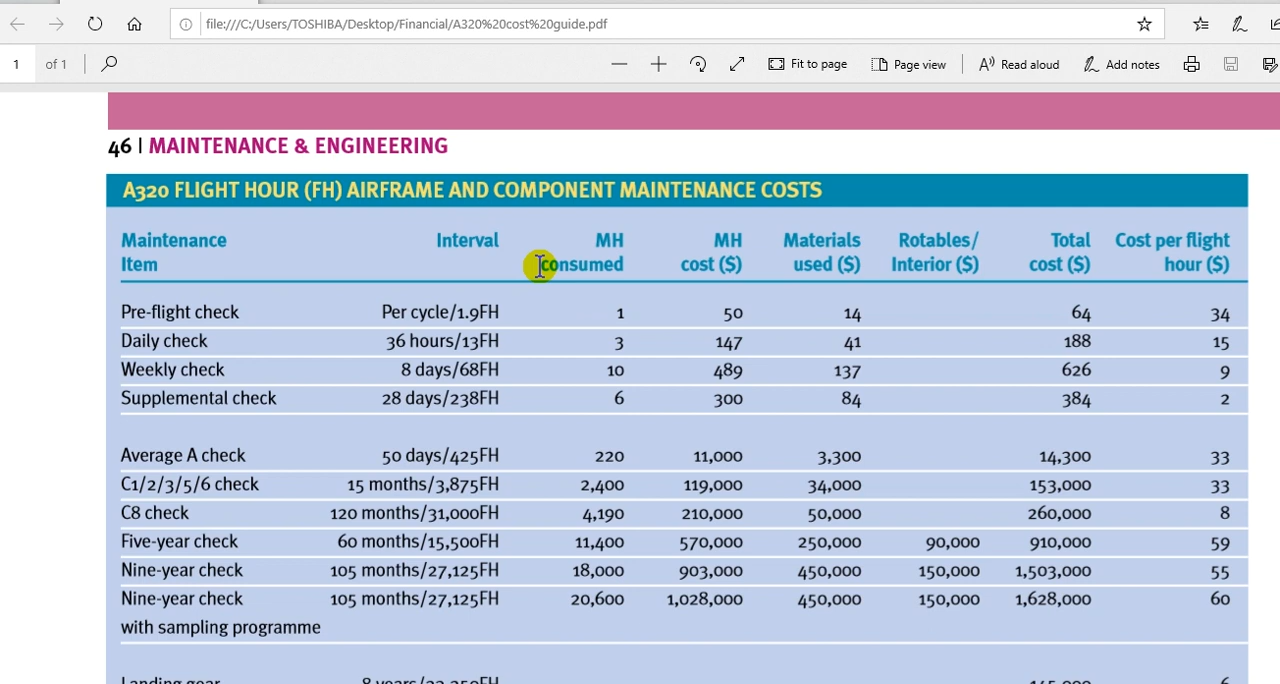 file:///C:/Users/TOSHIBA/Desktop/Financial/A320%20cost%20guide.pdf
1 of 1 Fit to page Page view Read aloud Add notes
46 | MAINTENANCE & ENGINEERING
A320 FLIGHT HOUR (FH) AIRFRAME AND COMPONENT MAINTENANCE COSTS
Maintenance Interval MH MH Materials Rotables/ Total Cost per flight
Item consumed cost ($) used ($) Interior ($) cost ($) hour ($)
Pre-flight check Per cycle/1.9FH 1 50 14 64 34
Daily check 36 hours/13FH 3 147 41 188 15
Weekly check 8 days/68FH 10 489 137 626 9
Supplemental check 28 days/238FH 6 300 84 384 2
Average A check 50 days/425FH 220 11,000 3,300 14,300 33
C1/2/3/5/6 check 15 months/3,875FH 2,400 119,000 34,000 153,000 33
C8 check 120 months/31,000FH 4,190 210,000 50,000 260,000 8
Five-year check 60 months/15,500FH 11,400 570,000 250,000 90,000 910,000 59
Nine-year check 105 months/27,125FH 18,000 903,000 450,000 150,000 1,503,000 55
Nine-year check 105 months/27,125FH 20,600 1,028,000 450,000 150,000 1,628,000 60
with sampling programme
Landing gear 8 years/